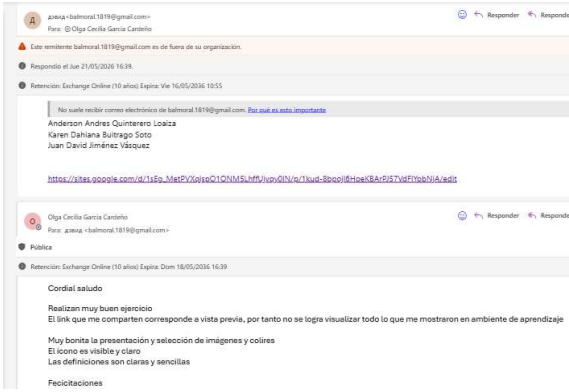 Д
дэвид<balmoral.1819@gmail.com>
Para: Olga Cecilia Garcia Cardeño
Responder
Responde
Este remitente balmoral.1819@gmail.com es de fuera de su organización.
Respondió el Jue 21/05/2026 16:39.
Retención: Exchange Online (10 años) Expira: Vie 16/05/2036 10:55
No suele recibir correo electrónico de balmoral.1819@gmail.com. Por qué es esto importante
Anderson Andres Quinterero Loaiza
Karen Dahiana Buitrago Soto
Juan David Jiménez Vásquez
Olga Cecilia Garcia Cardeño
Responder
Responde
Para: дэвид <balmoral.1819@gmail.com>
Pública
Retención: Exchange Online (10 años) Expira: Dom 18/05/2036 16:39
Cordial saludo
Realizan muy buen ejercicio
El link que me comparten corresponde a vista previa, por tanto no se logra visualizar todo lo que me mostraron en ambiente de aprendizaje
Muy bonita la presentación y selección de imágenes y colires
El icono es visible y claro
Las definiciones son claras y sencillas
Fecicitaciones